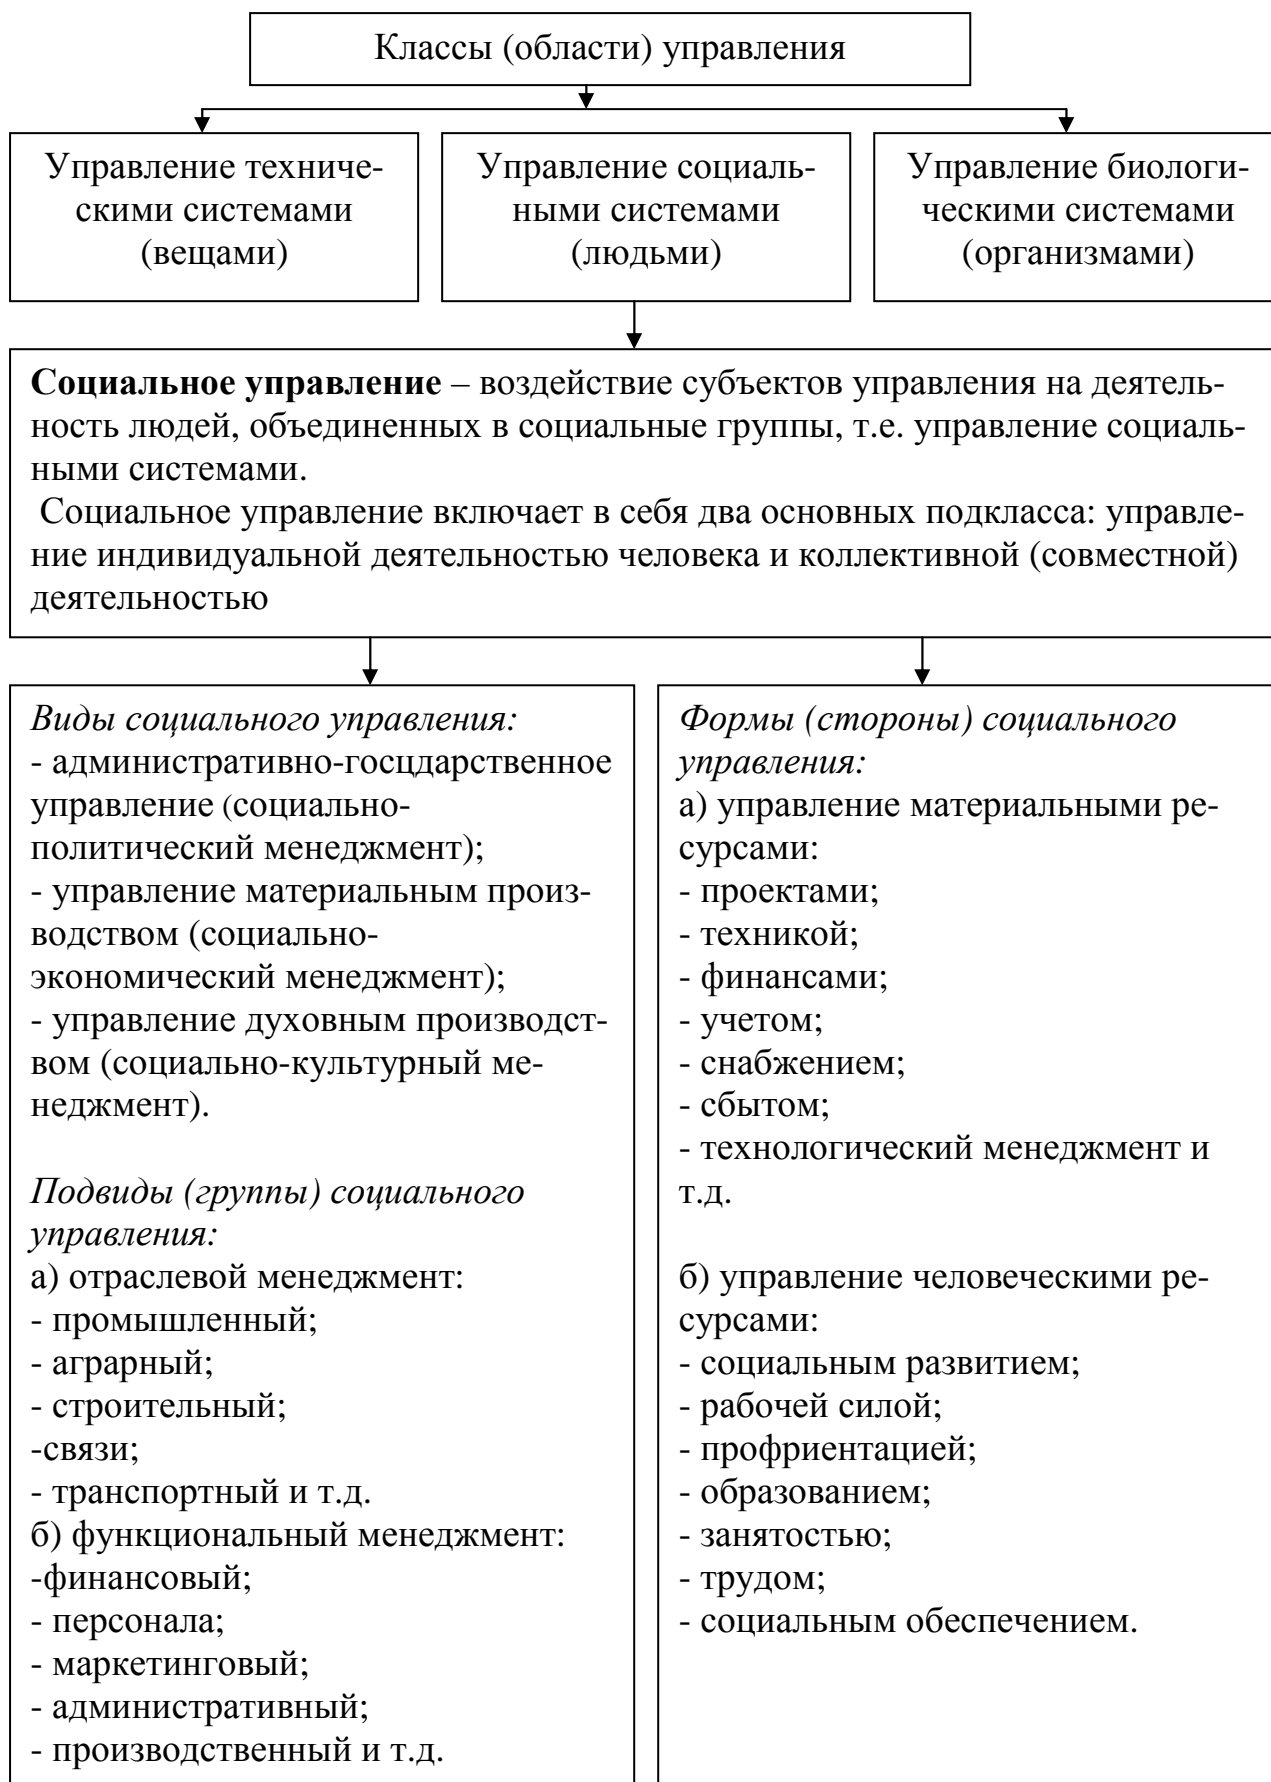 Классы (области) управления
Управление техниче-
скими системами
(вещами)
Управление социаль-
ными системами
(людьми)
Управление биологи-
ческими системами
(организмами)
Социальное управление – воздействие субъектов управления на деятель-
ность людей, объединенных в социальные группы, т.е. управление социаль-
ными системами.
Социальное управление включает в себя два основных подкласса: управле-
ние индивидуальной деятельностью человека и коллективной (совместной)
деятельностью
Виды социального управления:
- административно-госцдарственное
управление (социально-
политический менеджмент);
- управление материальным произ-
водством (социально-
экономический менеджмент);
- управление духовным производст-
вом (социально-культурный ме-
неджмент).
Подвиды (группы) социального
управления:
а) отраслевой менеджмент:
- промышленный;
- аграрный;
- строительный;
-связи;
- транспортный и т.д.
б) функциональный менеджмент:
-финансовый;
- персонала;
- маркетинговый;
- административный;
- производственный и т.д.
Формы (стороны) социального
управления:
а) управление материальными ре-
сурсами:
- проектами;
- техникой;
- финансами;
- учетом;
- снабжением;
- сбытом;
- технологический менеджмент и
т.д.
б) управление человеческими ре-
сурсами:
- социальным развитием;
- рабочей силой;
- профриентацией;
- образованием;
- занятостью;
- трудом;
- социальным обеспечением.